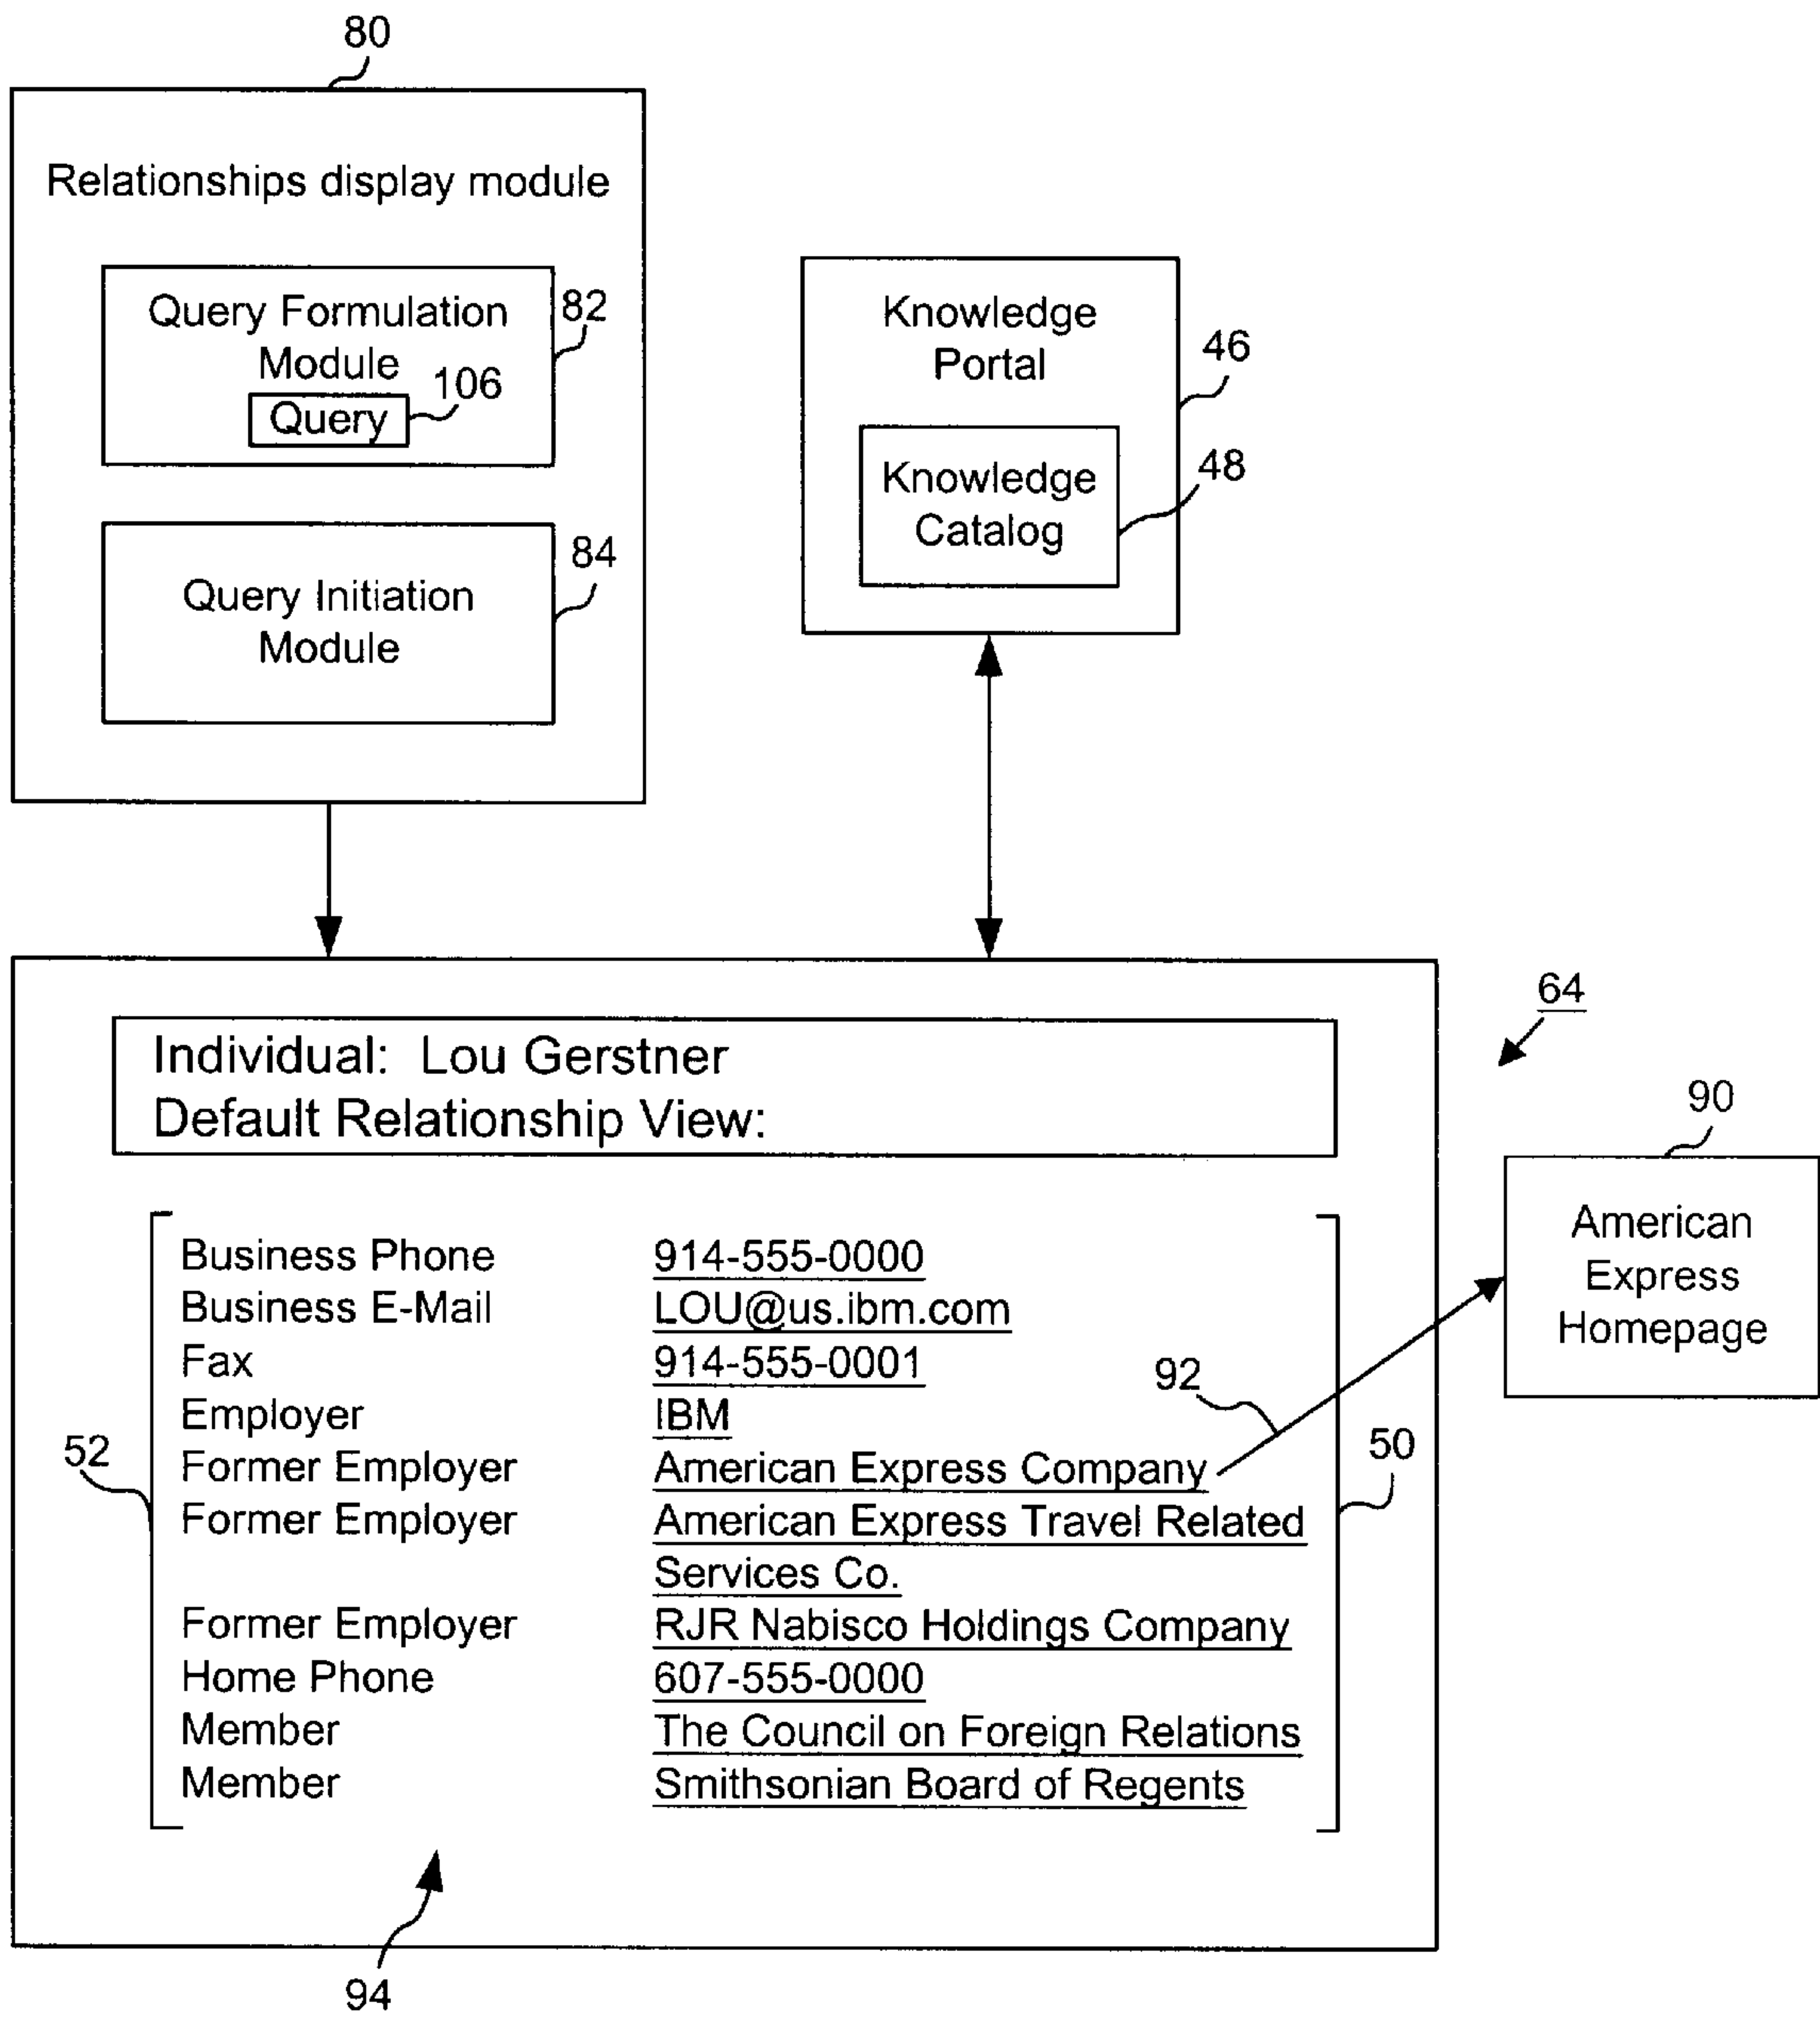 80
Relationships display module
Query Formulation
Module
Query
82
106
Query Initiation
Module
84
Knowledge
Portal
46
Knowledge
Catalog
48
64
Individual: Lou Gerstner
Default Relationship View:
90
American
Express
Homepage
Business Phone 914-555-0000
Business E-Mail LOU@us.ibm.com
Fax 914-555-0001
Employer IBM
Former Employer American Express Company
Former Employer American Express Travel Related
Services Co.
Former Employer RJR Nabisco Holdings Company
Home Phone 607-555-0000
Member The Council on Foreign Relations
Member Smithsonian Board of Regents
92
52
50
94